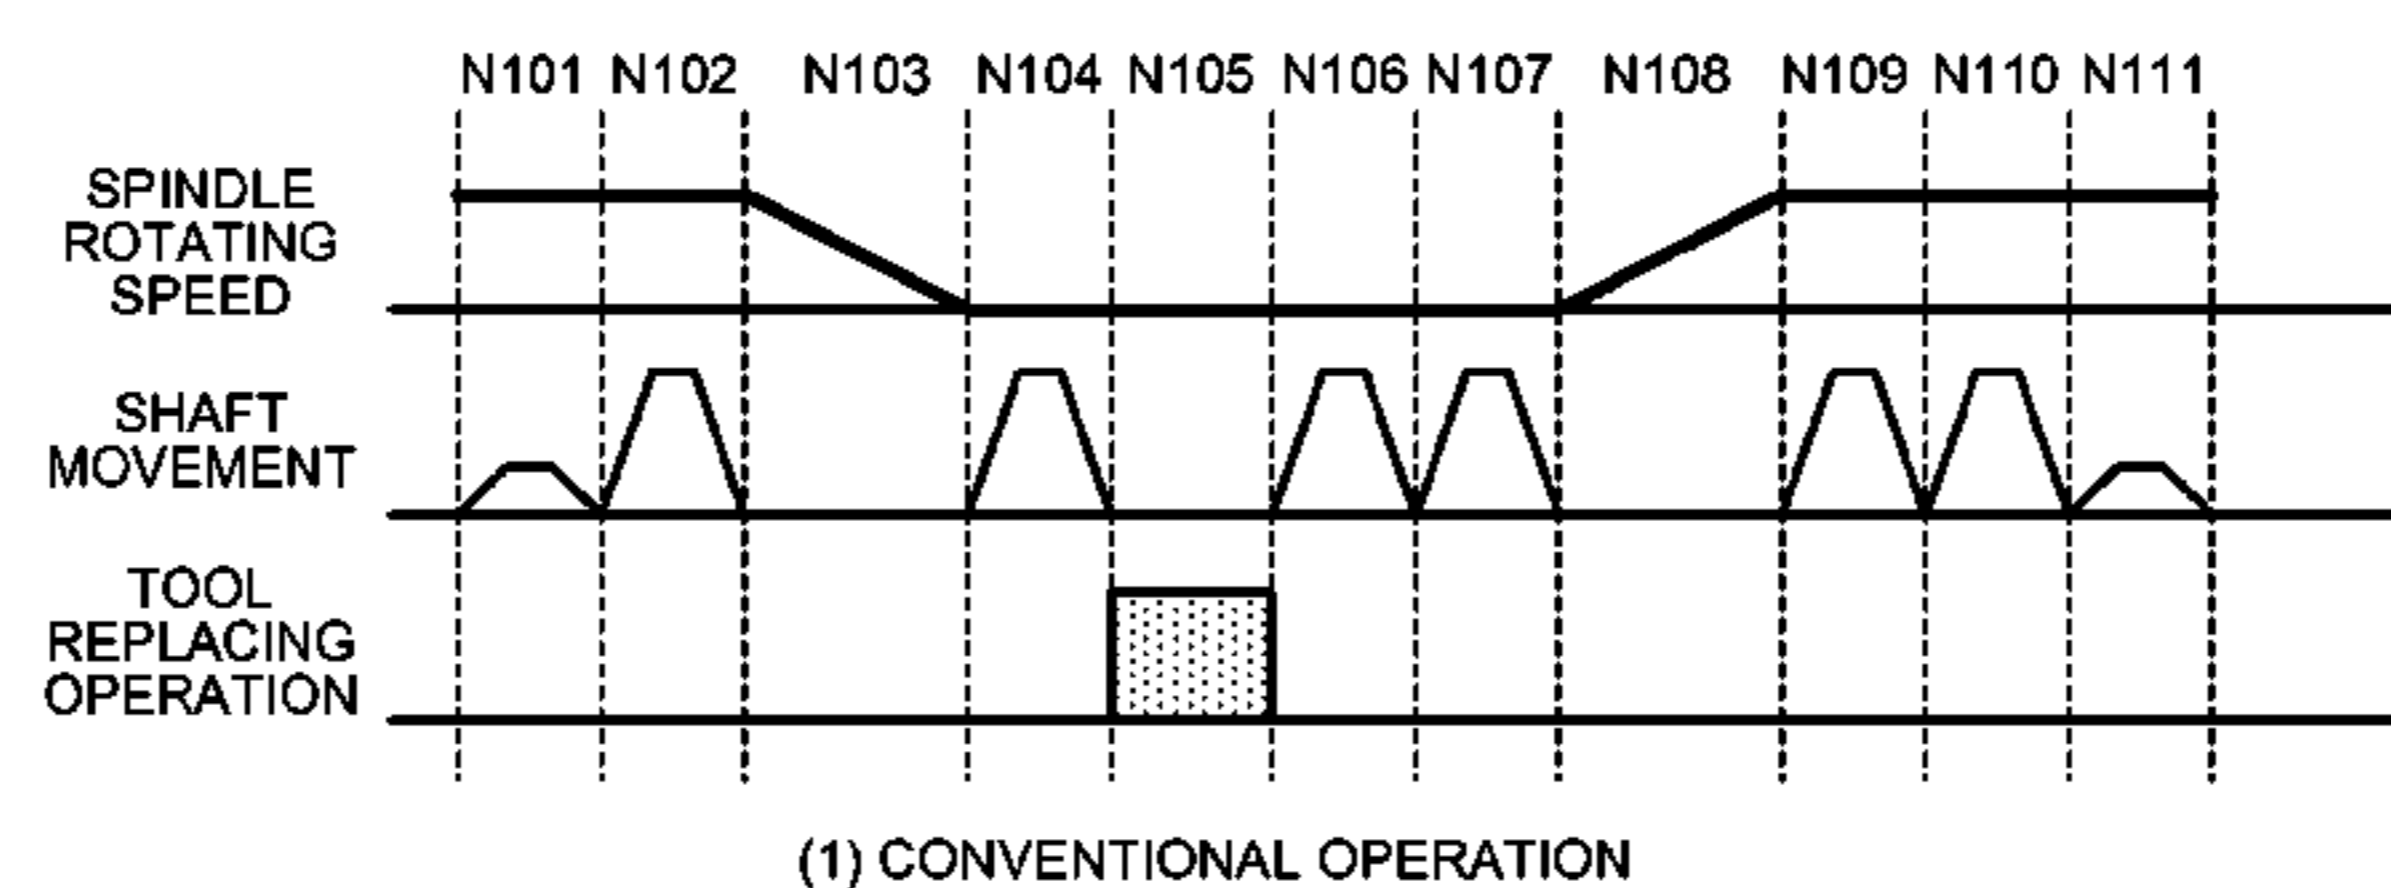 N101 N102 N103 N104 N105 N106 N107 N108 N109 N110 N111
SPINDLE
ROTATING
SPEED
SHAFT
MOVEMENT
TOOL
REPLACING
OPERATION
(1) CONVENTIONAL OPERATION